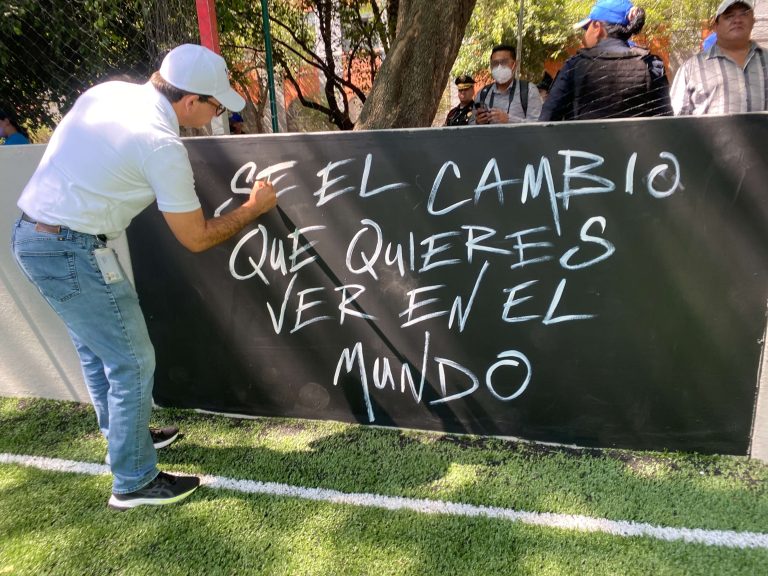 SE EL CAMBIO
QUE QUIERES
VER EN EL
MUNDO